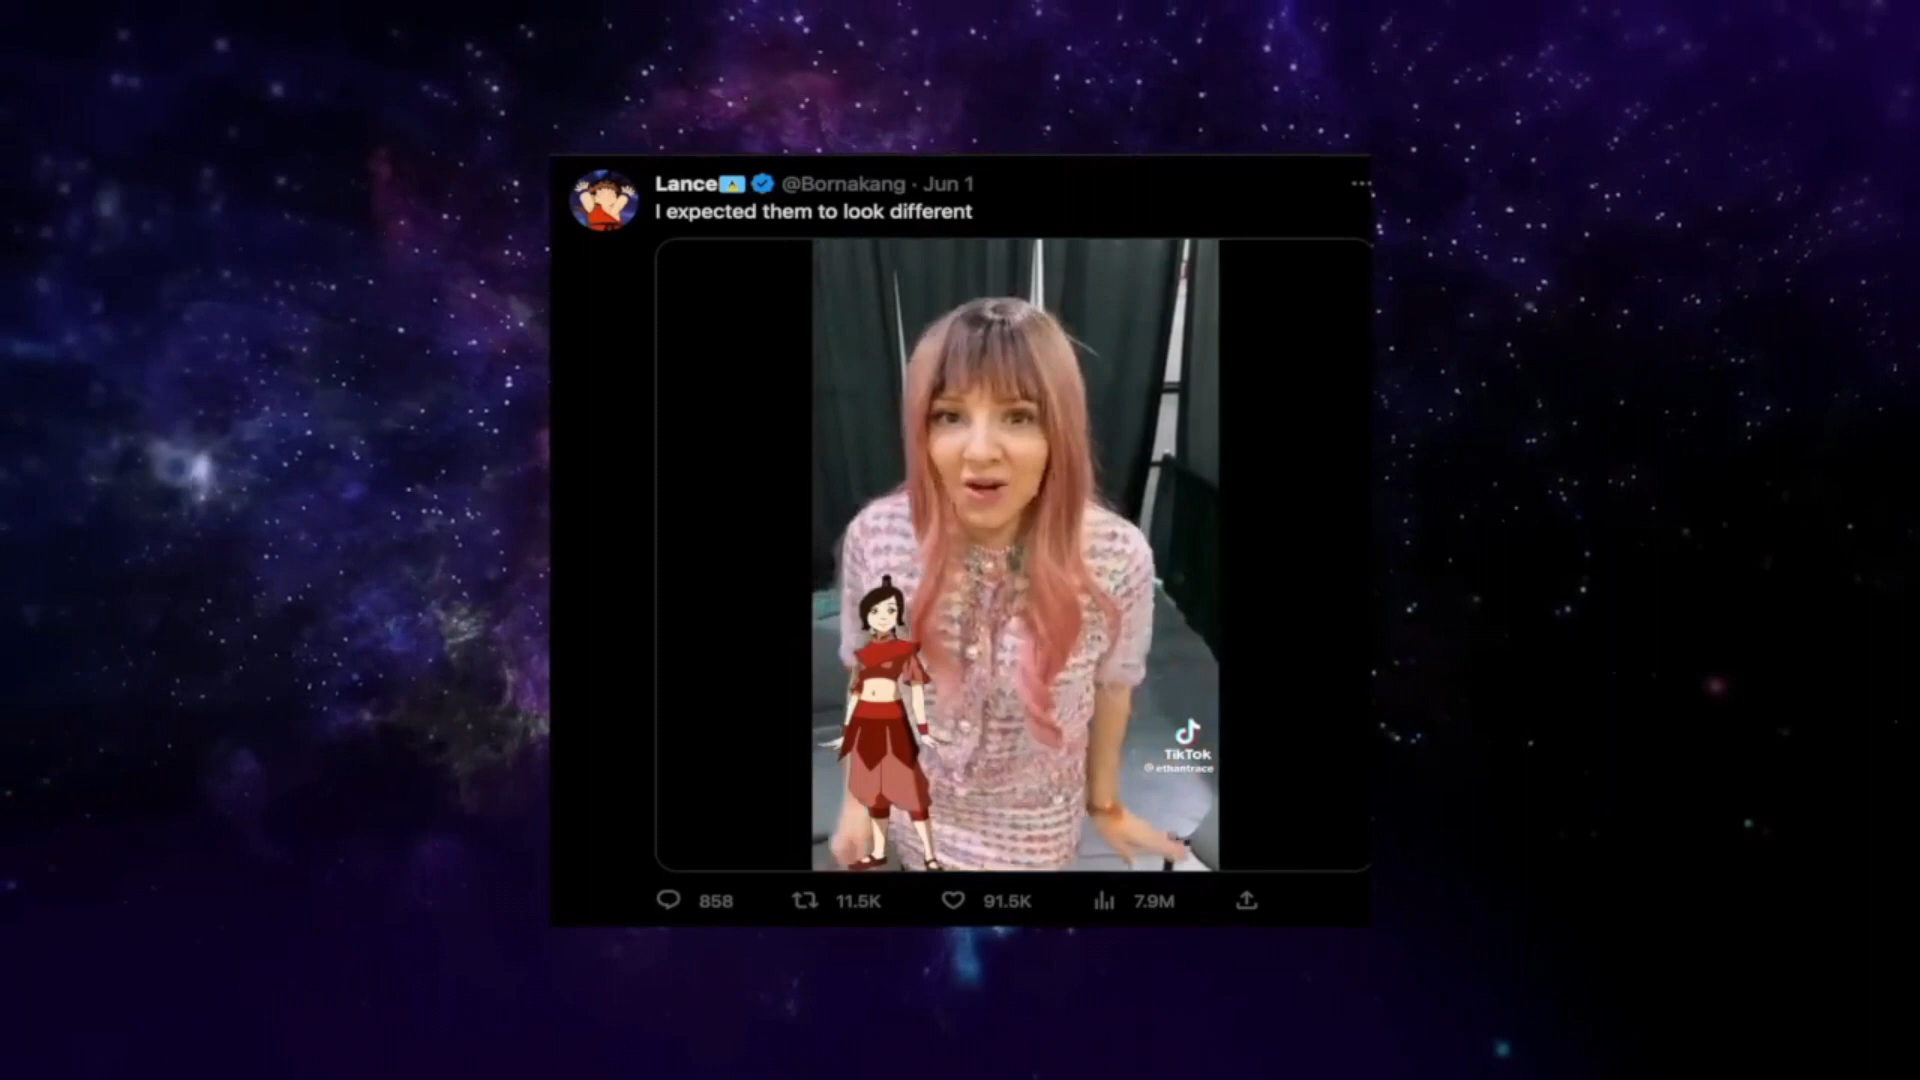 Lance @Bornakang · Jun 1
I expected them to look different
TikTok
@ethantrace
858 11.5K 91.5K 7.9M